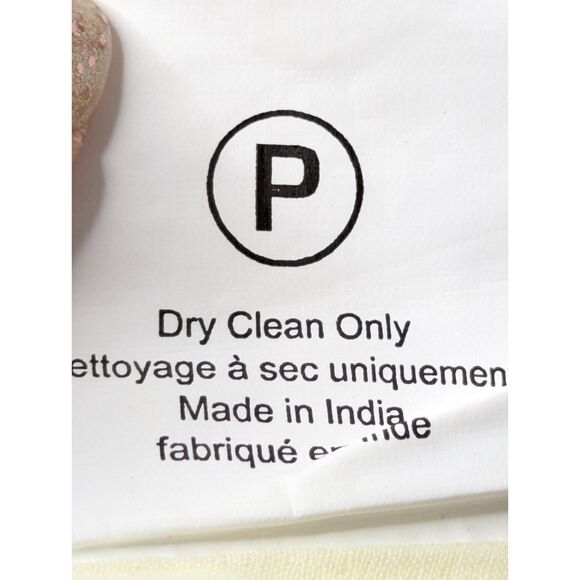 P
Dry Clean Only
ettoyage à sec uniquemen
Made in India
fabriqué